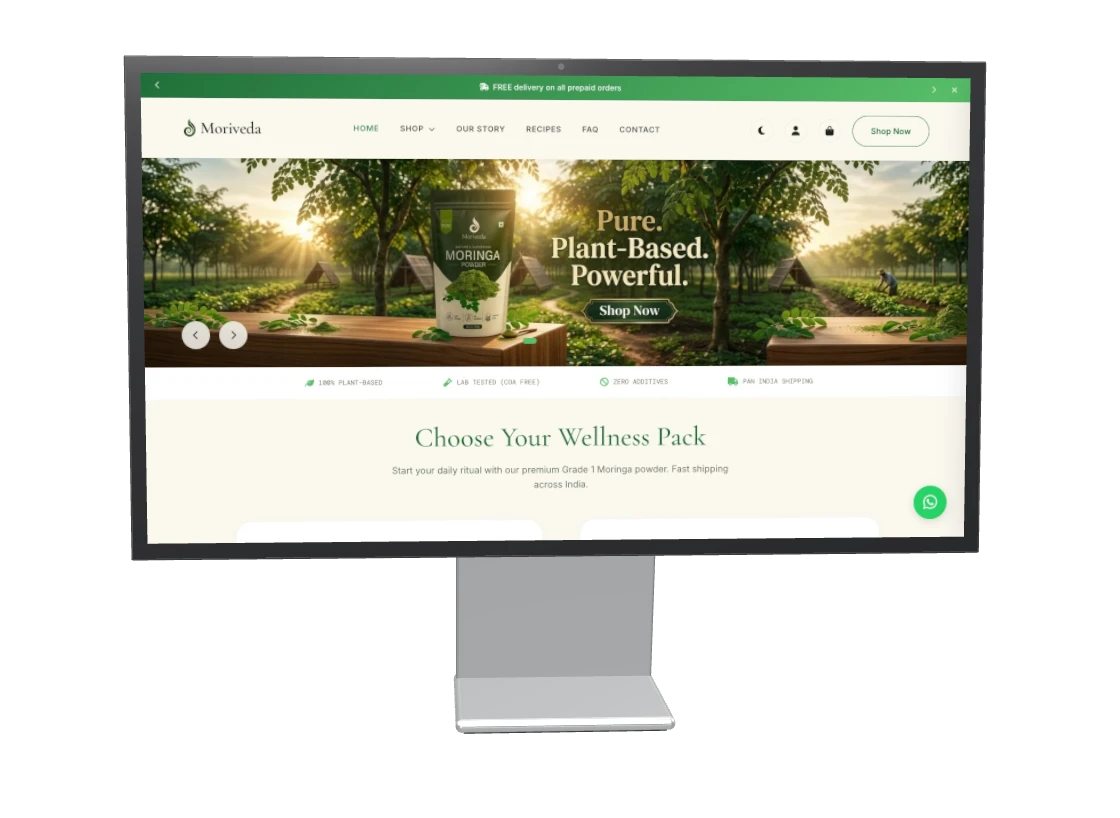 FREE delivery on all prepaid orders
Moriveda
HOME SHOP OUR STORY RECIPES FAQ CONTACT
Shop Now
Moriveda
MORINGA
POWDER
Pure.
Plant-Based.
Powerful.
Shop Now
100% PLANT-BASED
LAB TESTED (COA FREE)
ZERO ADDITIVES
PAN INDIA SHIPPING
Choose Your Wellness Pack
Start your daily ritual with our premium Grade 1 Moringa powder. Fast shipping
across India.